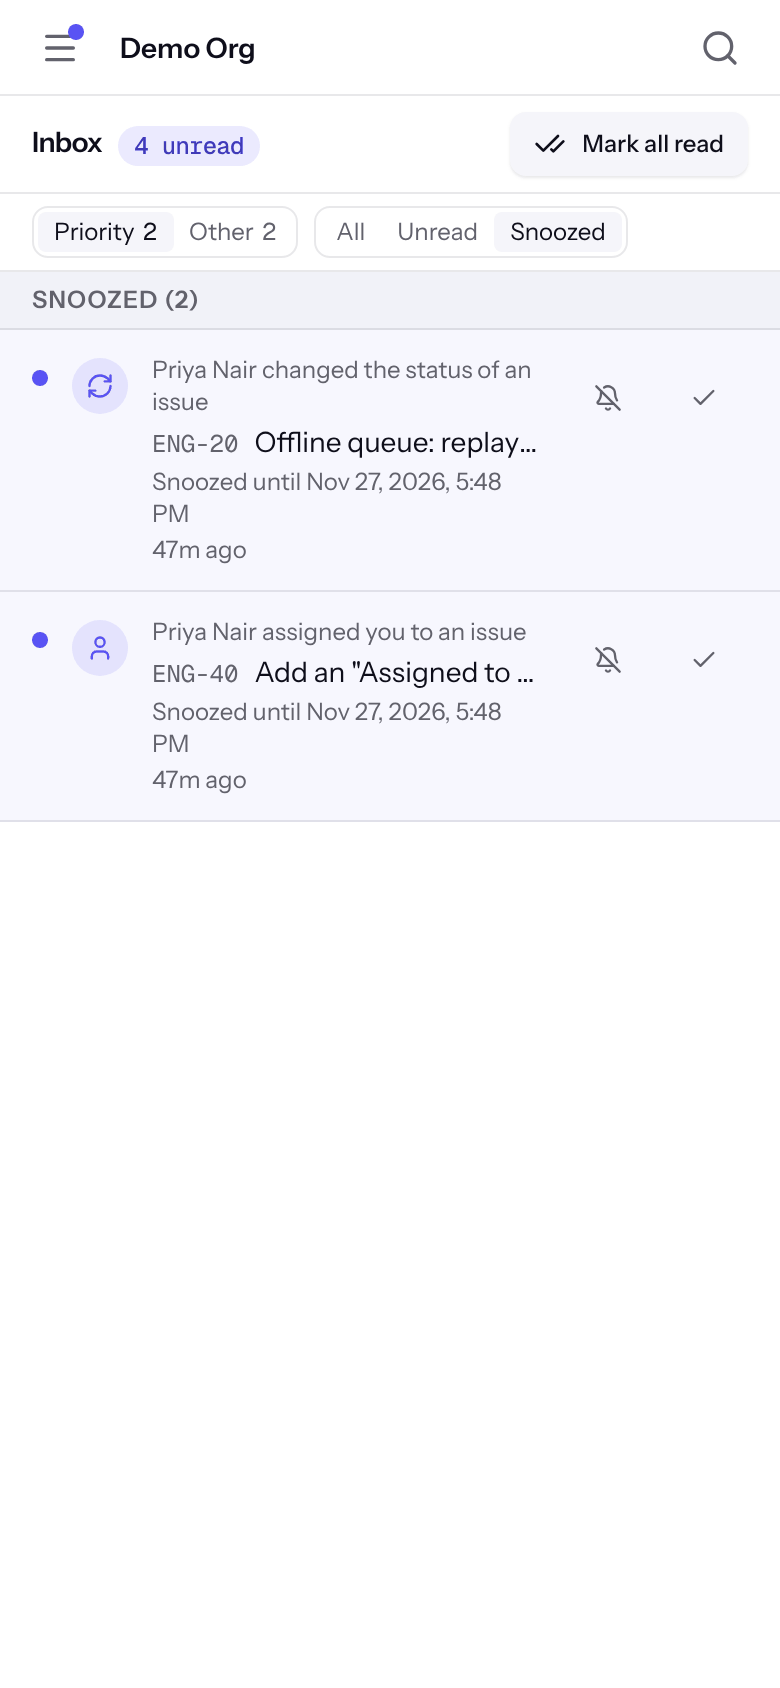 Demo Org
Inbox
4 unread
Mark all read
Priority 2
Other 2
All
Unread
Snoozed
SNOOZED (2)
Priya Nair changed the status of an
issue
ENG-20 Offline queue: replay...
Snoozed until Nov 27, 2026, 5:48
PM
47m ago
Priya Nair assigned you to an issue
ENG-40 Add an "Assigned to ...
Snoozed until Nov 27, 2026, 5:48
PM
47m ago